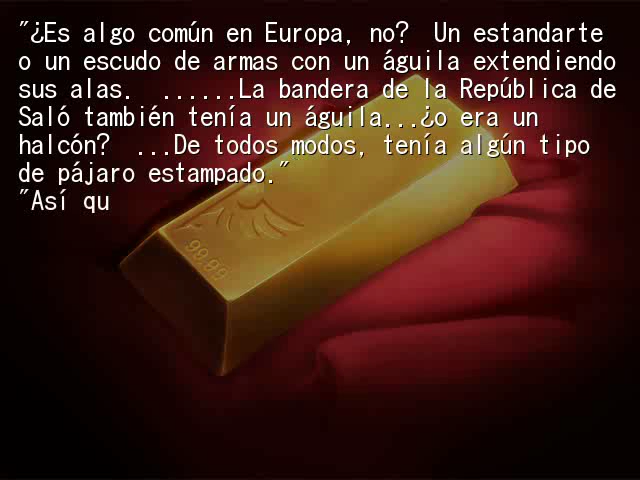 "¿Es algo común en Europa, no?  Un estandarte
o un escudo de armas con un águila extendiendo
sus alas.  ......La bandera de la República de
Saló también tenía un águila...¿o era un
halcón?  ...De todos modos, tenía algún tipo
de pájaro estampado."
"Así qu
99.99